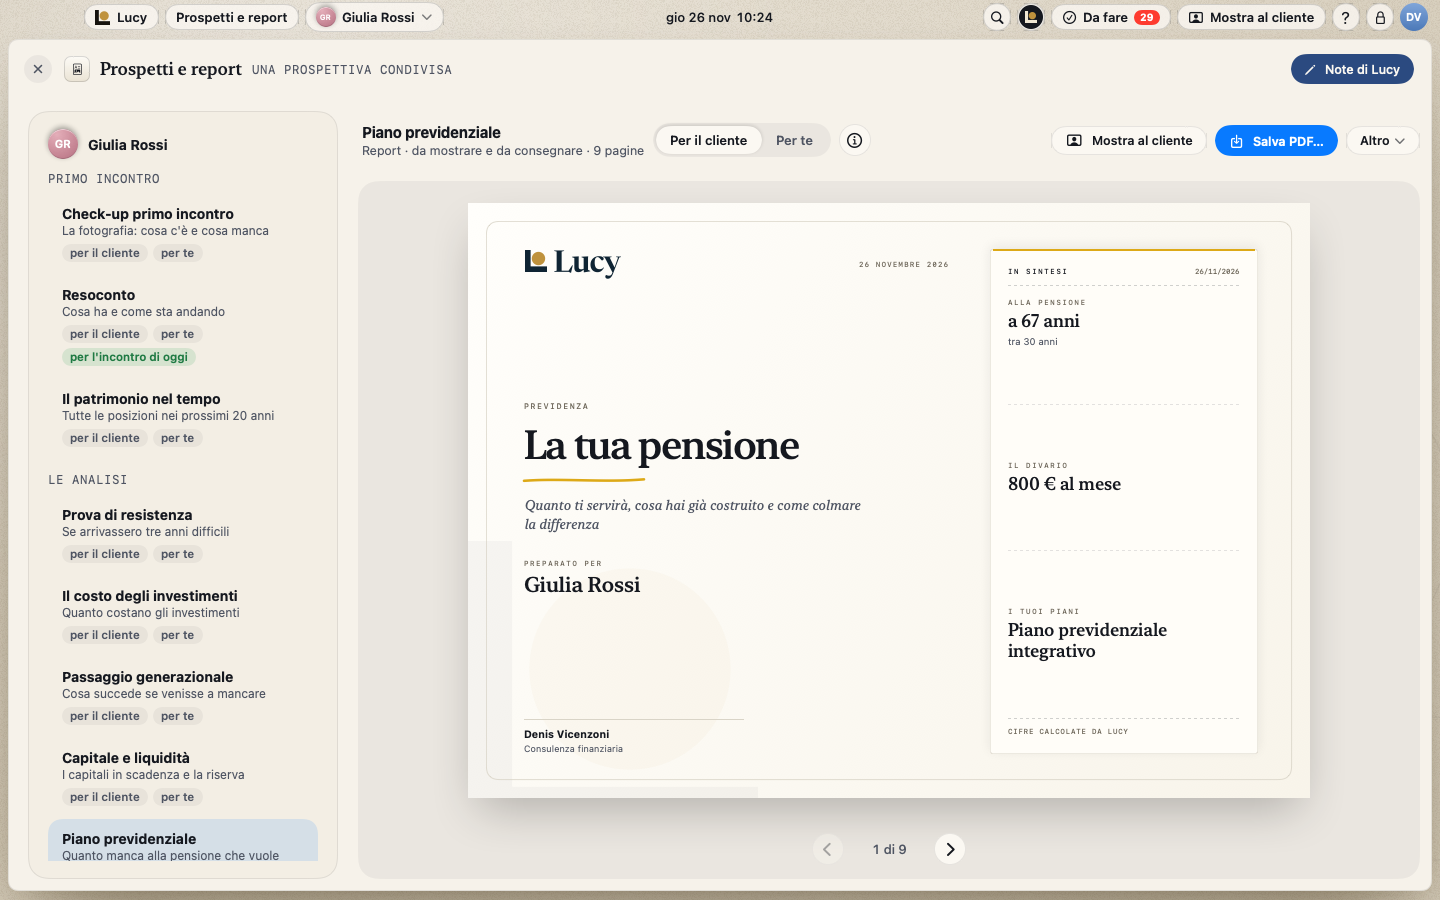 Lucy
Prospetti e report
GR Giulia Rossi
gio 26 nov 10:24
Da fare 29
Mostra al cliente
?
DV
Prospetti e report UNA PROSPETTIVA CONDIVISA
Note di Lucy
GR Giulia Rossi
PRIMO INCONTRO
Check-up primo incontro
La fotografia: cosa c'è e cosa manca
per il cliente per te
Resoconto
Cosa ha e come sta andando
per il cliente per te
per l'incontro di oggi
Il patrimonio nel tempo
Tutte le posizioni nei prossimi 20 anni
per il cliente per te
LE ANALISI
Prova di resistenza
Se arrivassero tre anni difficili
per il cliente per te
Il costo degli investimenti
Quanto costano gli investimenti
per il cliente per te
Passaggio generazionale
Cosa succede se venisse a mancare
per il cliente per te
Capitale e liquidità
I capitali in scadenza e la riserva
per il cliente per te
Piano previdenziale
Quanto manca alla pensione che vuole
Piano previdenziale
Report · da mostrare e da consegnare · 9 pagine
Per il cliente Per te
Mostra al cliente
Salva PDF...
Altro
Lucy
26 NOVEMBRE 2026
PREVIDENZA
La tua pensione
Quanto ti servirà, cosa hai già costruito e come colmare
la differenza
PREPARATO PER
Giulia Rossi
Denis Vicenzoni
Consulenza finanziaria
IN SINTESI 26/11/2026
ALLA PENSIONE
a 67 anni
tra 30 anni
IL DIVARIO
800 € al mese
I TUOI PIANI
Piano previdenziale
integrativo
CIFRE CALCOLATE DA LUCY
1 di 9